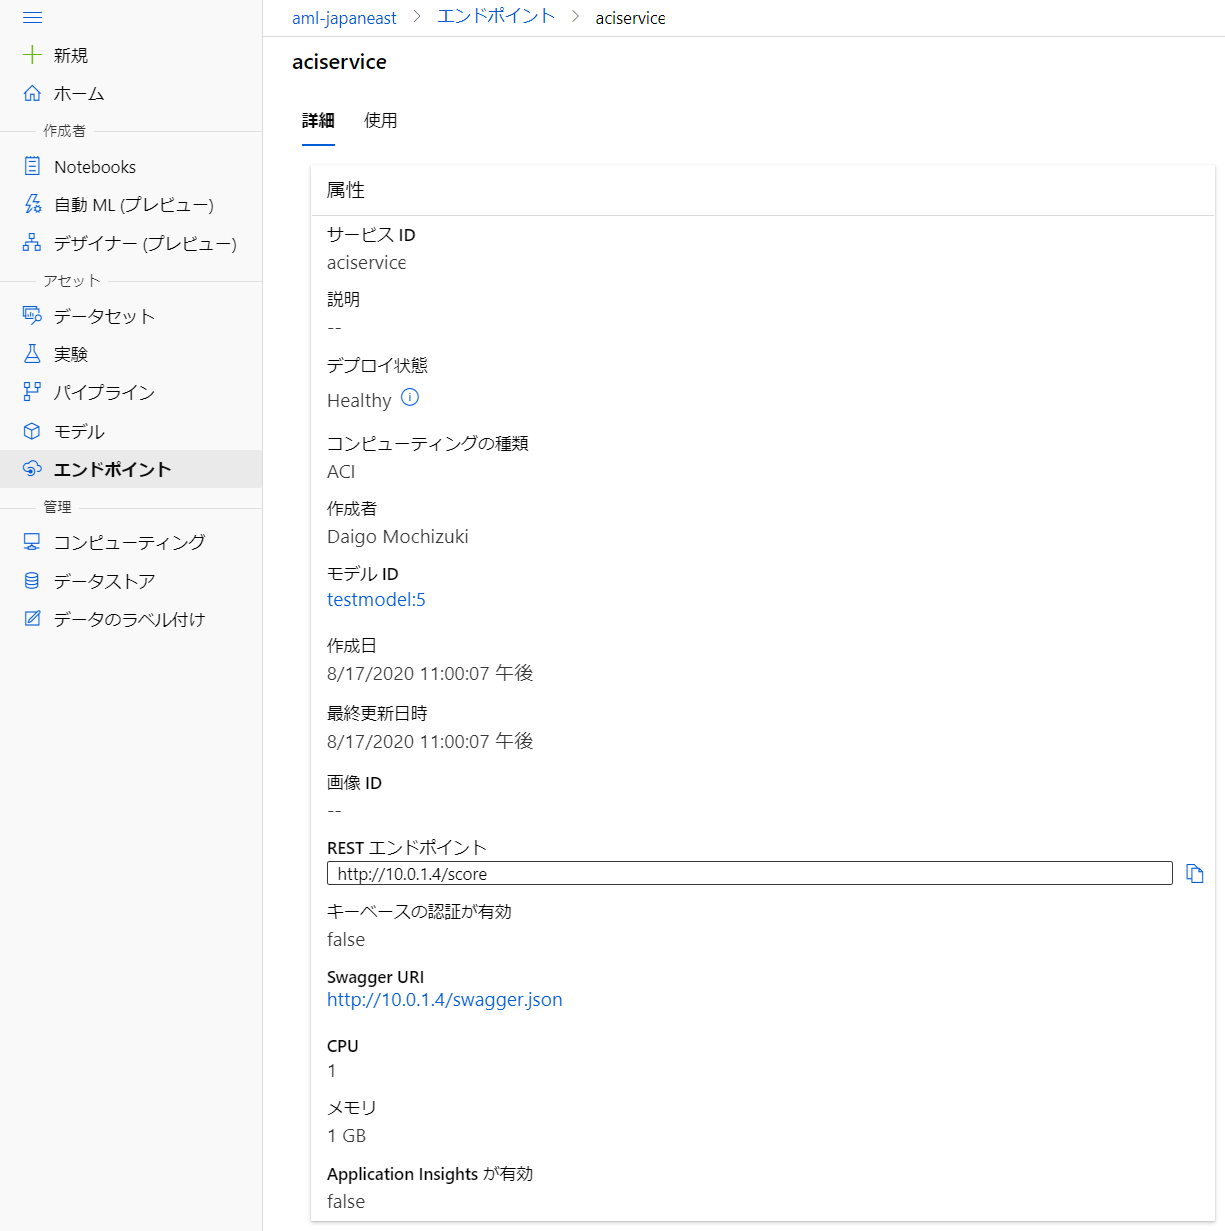 新規
ホーム
作成者
Notebooks
自動 ML (プレビュー)
デザイナー (プレビュー)
アセット
データセット
実験
パイプライン
モデル
エンドポイント
管理
コンピューティング
データストア
データのラベル付け
aml-japaneast > エンドポイント > aciservice
aciservice
詳細 使用
属性
サービス ID
aciservice
説明
--
デプロイ状態
Healthy
コンピューティングの種類
ACI
作成者
Daigo Mochizuki
モデル ID
testmodel:5
作成日
8/17/2020 11:00:07 午後
最終更新日時
8/17/2020 11:00:07 午後
画像 ID
--
REST エンドポイント
http://10.0.1.4/score
キーベースの認証が有効
false
Swagger URI
http://10.0.1.4/swagger.json
CPU
1
メモリ
1 GB
Application Insights が有効
false